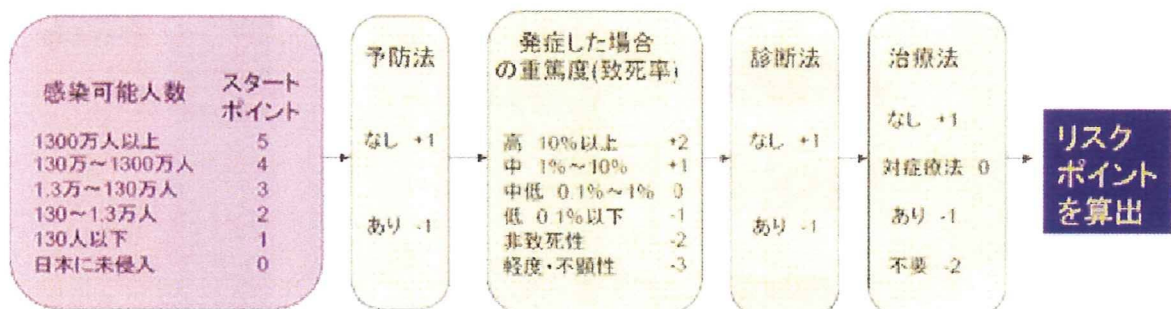 感染可能人数 スタートポイント
1300万人以上 5
130万～1300万人 4
1.3万～130万人 3
130～1.3万人 2
130人以下 1
日本に未侵入 0
予防法
なし +1
あり -1
発症した場合
の重篤度(致死率)
高 10%以上 +2
中 1%～10% +1
中低 0.1%～1% 0
低 0.1%以下 -1
非致死性 -2
軽度・不顕性 -3
診断法
なし +1
あり -1
治療法
なし +1
対症療法 0
あり -1
不要 -2
リスク
ポイント
を算出